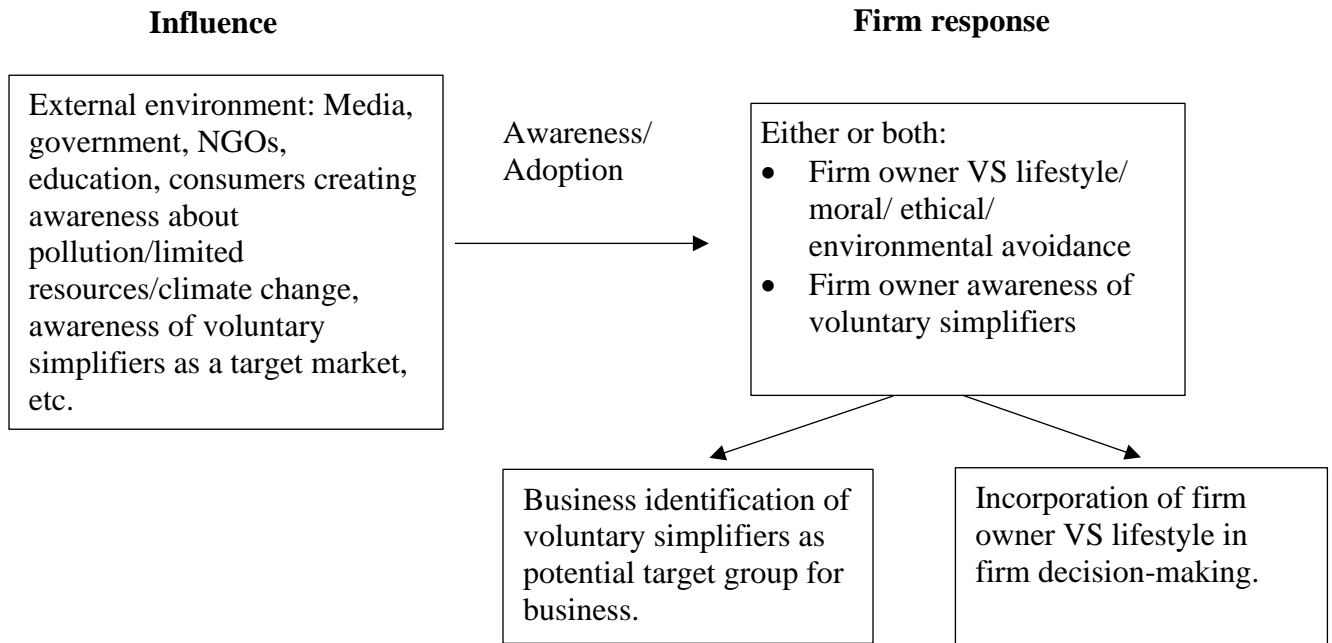 Influence
Firm response
External environment: Media,
government, NGOs,
education, consumers creating
awareness about
pollution/limited
resources/climate change,
awareness of voluntary
simplifiers as a target market,
etc.
Awareness/
Adoption
Either or both:
• Firm owner VS lifestyle/
moral/ ethical/
environmental avoidance
• Firm owner awareness of
voluntary simplifiers
Business identification of
voluntary simplifiers as
potential target group for
business.
Incorporation of firm
owner VS lifestyle in
firm decision-making.